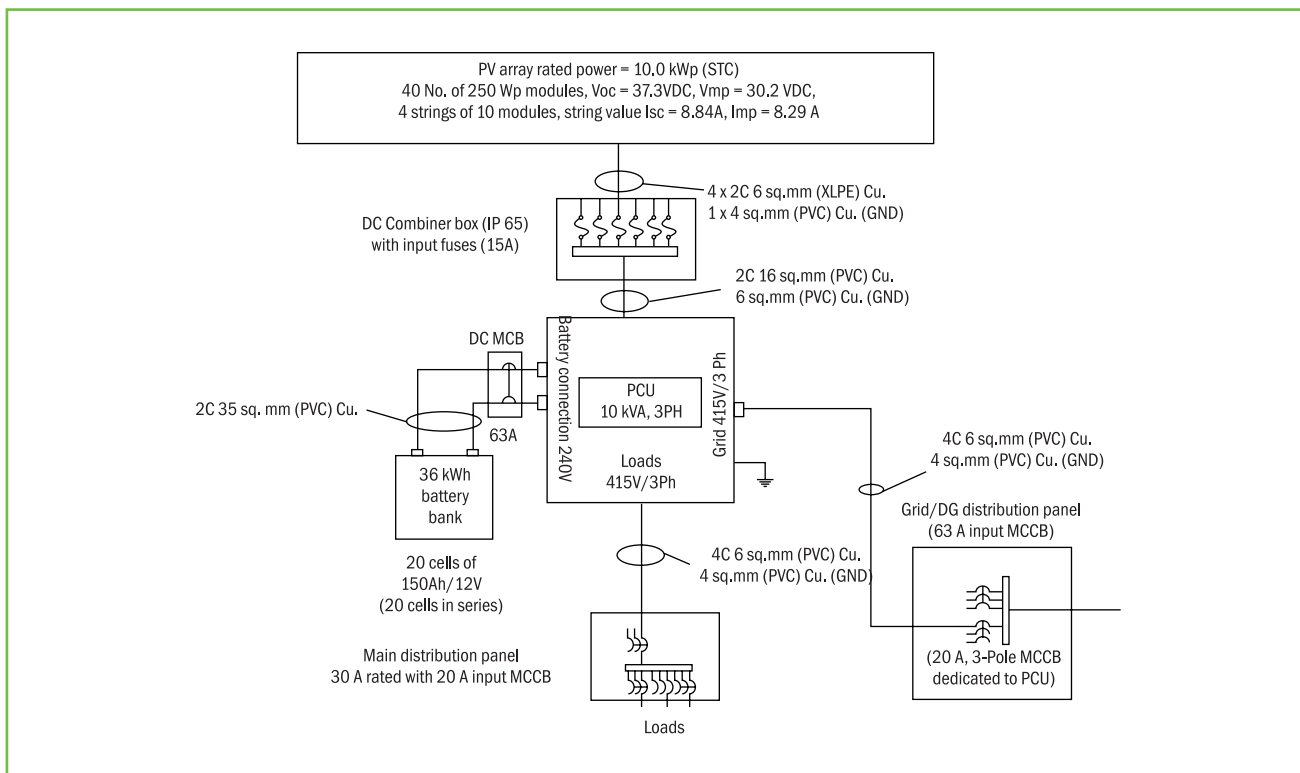 PV array rated power = 10.0 kWp (STC)
40 No. of 250 Wp modules, Voc = 37.3VDC, Vmp = 30.2 VDC,
4 strings of 10 modules, string value Isc = 8.84A, Imp = 8.29 A
4 x 2C 6 sq.mm (XLPE) Cu.
1 x 4 sq.mm (PVC) Cu. (GND)
DC Combiner box (IP 65)
with input fuses (15A)
2C 16 sq.mm (PVC) Cu.
6 sq.mm (PVC) Cu. (GND)
DC MCB
63A
2C 35 sq. mm (PVC) Cu.
36 kWh
battery
bank
20 cells of
150Ah/12V
(20 cells in series)
Battery connection 240V
PCU
10 kVA, 3PH
Loads
415V/3Ph
Grid 415V/3 Ph
4C 6 sq.mm (PVC) Cu.
4 sq.mm (PVC) Cu. (GND)
Grid/DG distribution panel
(63 A input MCCB)
(20 A, 3-Pole MCCB
dedicated to PCU)
4C 6 sq.mm (PVC) Cu.
4 sq.mm (PVC) Cu. (GND)
Main distribution panel
30 A rated with 20 A input MCCB
Loads